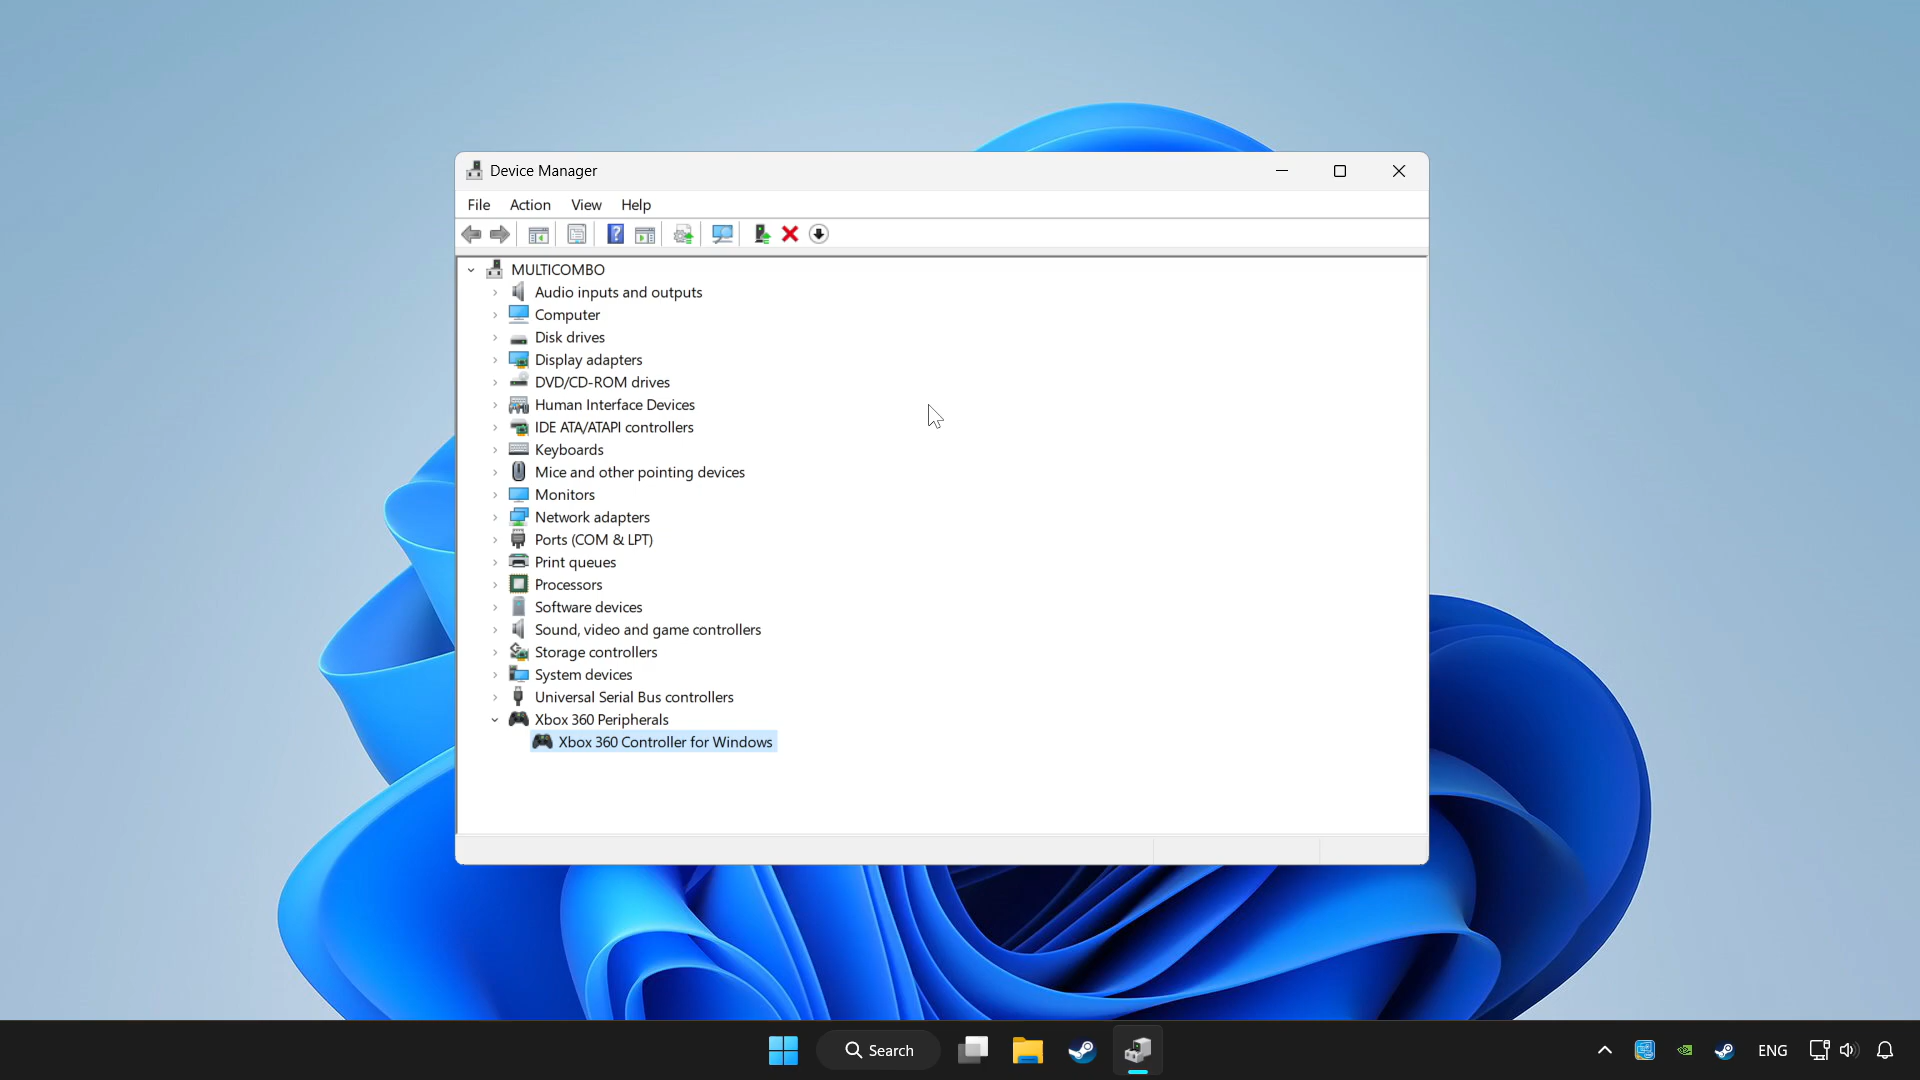 Device Manager
File Action View Help
MULTICOMBO
Audio inputs and outputs
Computer
Disk drives
Display adapters
DVD/CD-ROM drives
Human Interface Devices
IDE ATA/ATAPI controllers
Keyboards
Mice and other pointing devices
Monitors
Network adapters
Ports (COM & LPT)
Print queues
Processors
Software devices
Sound, video and game controllers
Storage controllers
System devices
Universal Serial Bus controllers
Xbox 360 Peripherals
Xbox 360 Controller for Windows
Search
ENG